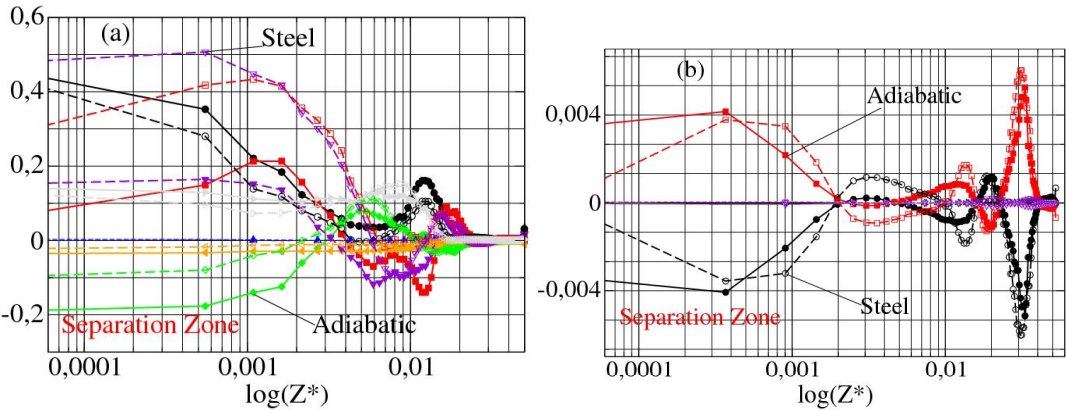 0,6
(a)
Steel
0,4
0,2
0
-0,2
Separation Zone
Adiabatic
0,0001
0,001
0,01
log(Z*)
(b)
0,004
Adiabatic
0
-0,004
Steel
Separation Zone
0,0001
0,001
0,01
log(Z*)